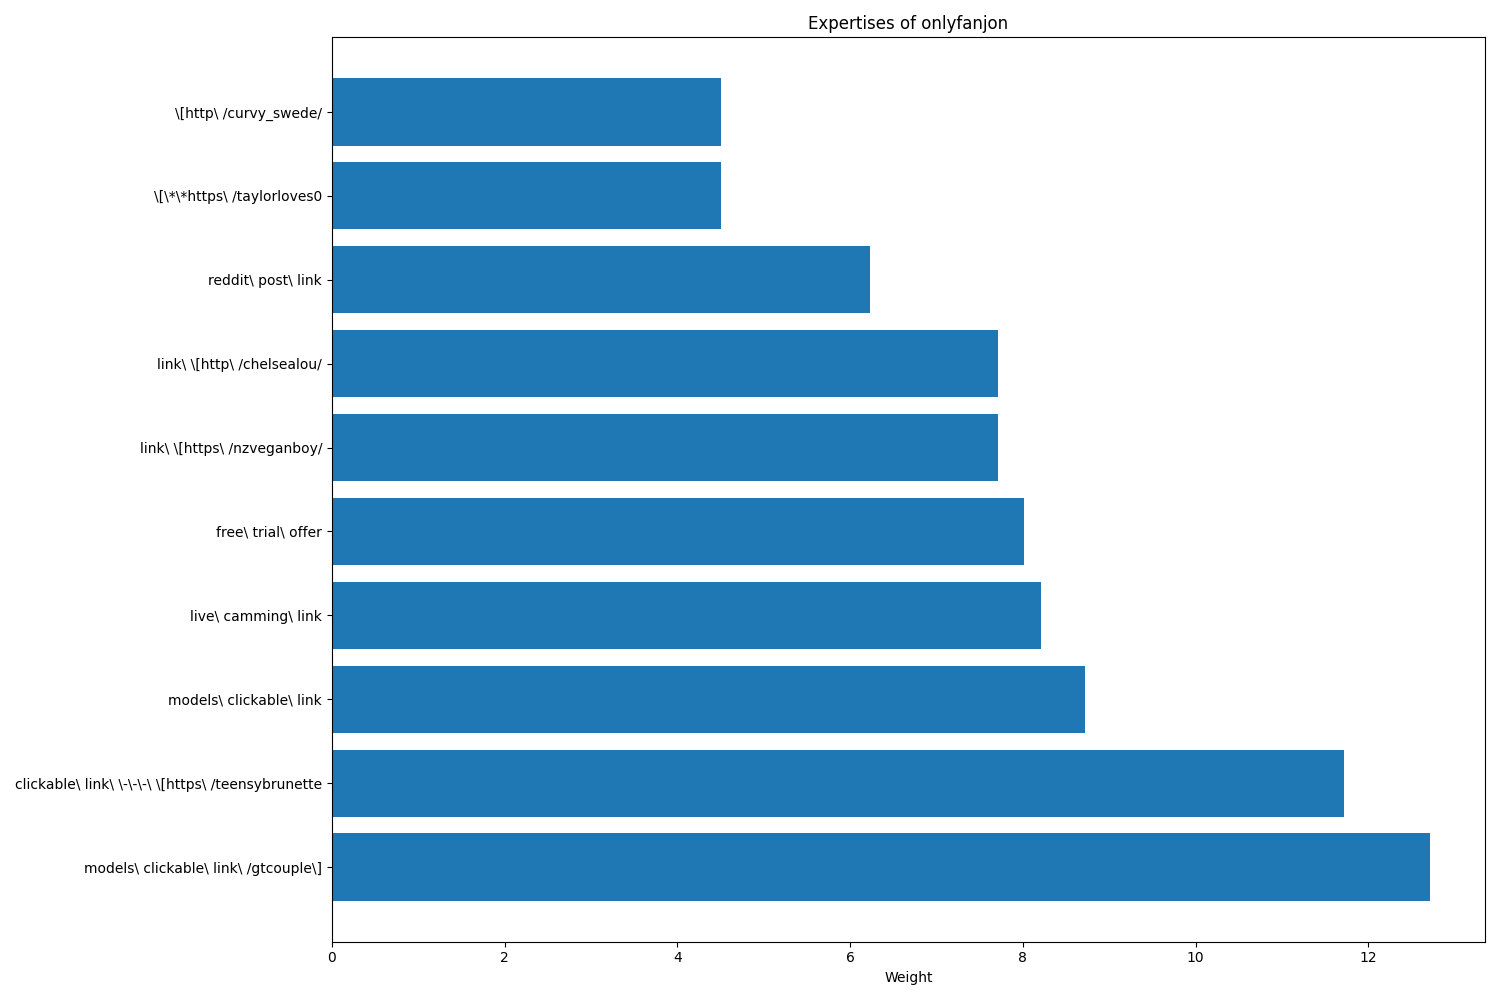 Expertises of onlyfanjon
\[http\ /curvy_swede/
\[\*\*https\ /taylorloves0
reddit\ post\ link
link\ \[http\ /chelsealou/
link\ \[https\ /nzveganboy/
free\ trial\ offer
live\ camming\ link
models\ clickable\ link
clickable\ link\ \-\-\-\ \[https\ /teensybrunette
models\ clickable\ link\ /gtcouple\]
0 2 4 6 8 10 12
Weight